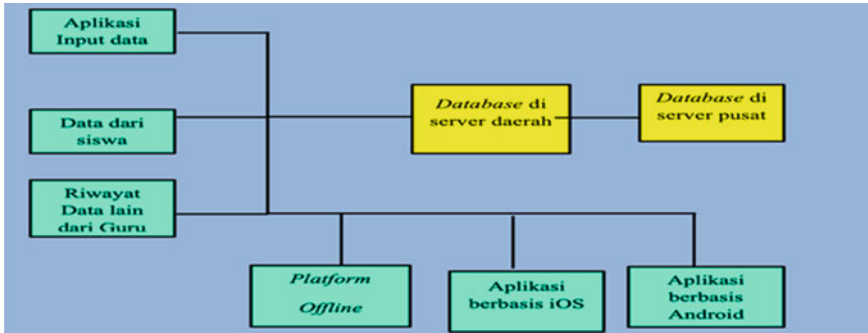 Aplikasi
Input data
Database di
server daerah
Database di
server pusat
Data dari
siswa
Riwayat
Data lain
dari Guru
Platform
Offline
Aplikasi
berbasis iOS
Aplikasi
berbasis
Android